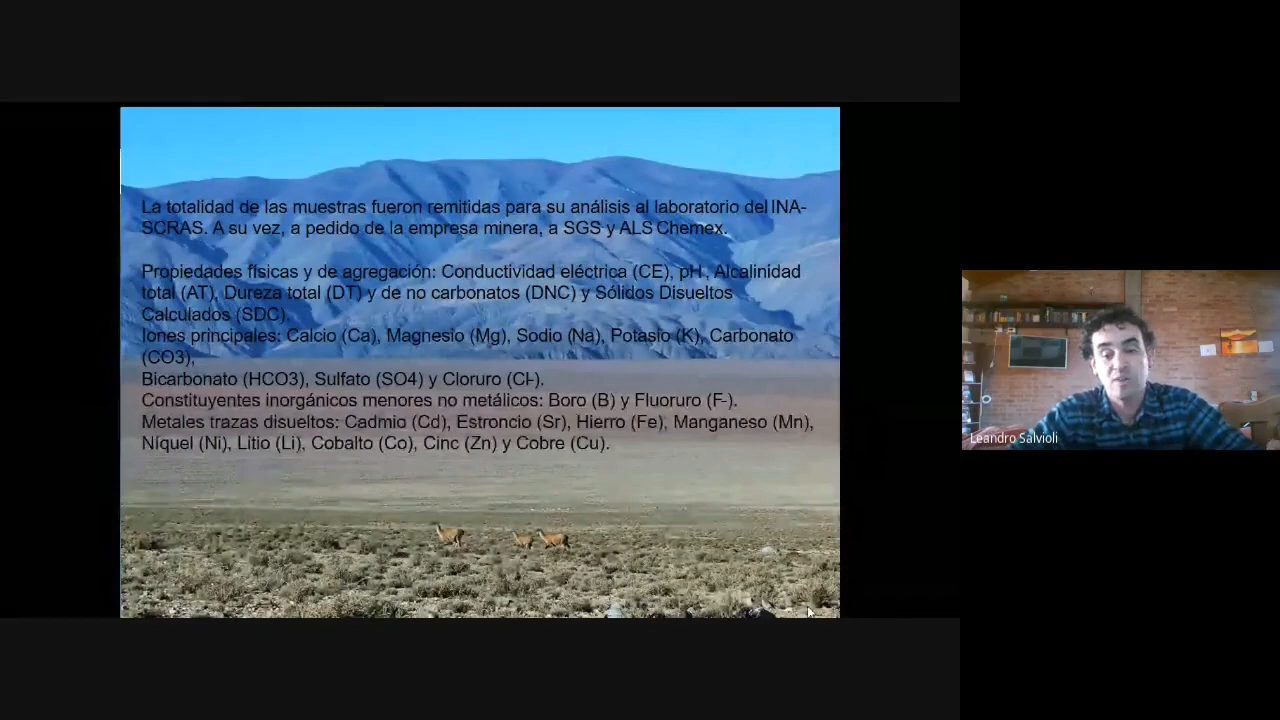 La totalidad de las muestras fueron remitidas para su análisis al laboratorio del INA-
SCRAS. A su vez, a pedido de la empresa minera, a SGS y ALS Chemex.
Propiedades físicas y de agregación: Conductividad eléctrica (CE), pH , Alcalinidad
total (AT), Dureza total (DT) y de no carbonatos (DNC) y Sólidos Disueltos
Calculados (SDC).
Iones principales: Calcio (Ca), Magnesio (Mg), Sodio (Na), Potasio (K), Carbonato
(CO3),
Bicarbonato (HCO3), Sulfato (SO4) y Cloruro (Cl-).
Constituyentes inorgánicos menores no metálicos: Boro (B) y Fluoruro (F-).
Metales trazas disueltos: Cadmio (Cd), Estroncio (Sr), Hierro (Fe), Manganeso (Mn),
Níquel (Ni), Litio (Li), Cobalto (Co), Cinc (Zn) y Cobre (Cu).
Leandro Salvioli